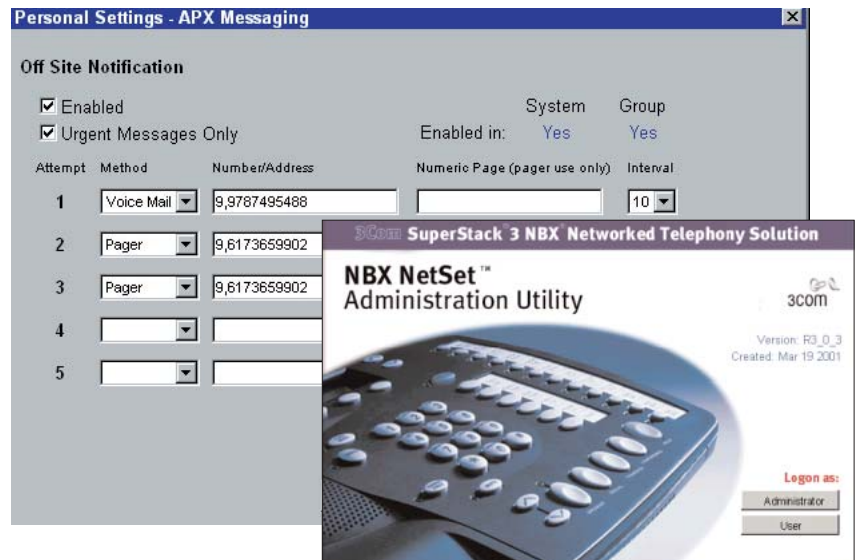 Personal Settings - APX Messaging
Off Site Notification
Enabled
System Group
Urgent Messages Only
Enabled in: Yes Yes
Attempt Method Number/Address Numeric Page (pager use only) Interval
1 Voice Mail 9,9787495488 10
2 Pager 9,6173659902
3 Pager 9,6173659902
4
5
3Com SuperStack® 3 NBX® Networked Telephony Solution
NBX NetSet™
Administration Utility
3COM
Version: R3_0_3
Created: Mar 19 2001
Logon as:
Administrator
User